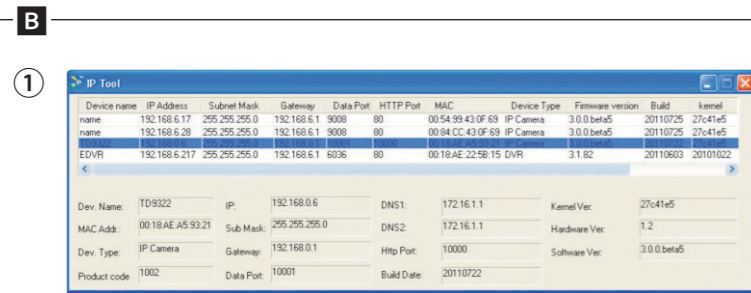 B
1
IP Tool
Device name IP Address Subnet Mask Gateway Data Port HTTP Port MAC Device Type Firmware version Build kernel
name 192.168.6.17 255.255.255.0 192.168.6.1 9008 80 00:54:99:43:0F:69 IP Camera 3.0.0.beta5 20110725 27c41e5
name 192.168.6.28 255.255.255.0 192.168.6.1 9008 80 00:84:CC:43:0F:69 IP Camera 3.0.0.beta5 20110725 27c41e5
TD9322 192.168.0.6 255.255.255.0 192.168.0.1 10001 10000 00:18:AE:A5:93:21 IP Camera 3.0.0.beta5 20110722 27c41e5
EDVR 192.168.6.217 255.255.255.0 192.168.6.1 6036 80 00:18:AE:22:5B:15 DVR 3.1.82 20110603 20101022
Dev. Name: TD9322 IP: 192.168.0.6 DNS1: 172.16.1.1 Kernel Ver: 27c41e5
MAC Addr.: 00:18:AE:A5:93:21 Sub Mask: 255.255.255.0 DNS2: 172.16.1.1 Hardware Ver: 1.2
Dev. Type: IP Camera Gateway: 192.168.0.1 Http Port: 10000 Software Ver: 3.0.0.beta5
Product code 1002 Data Port: 10001 Build Date: 20110722